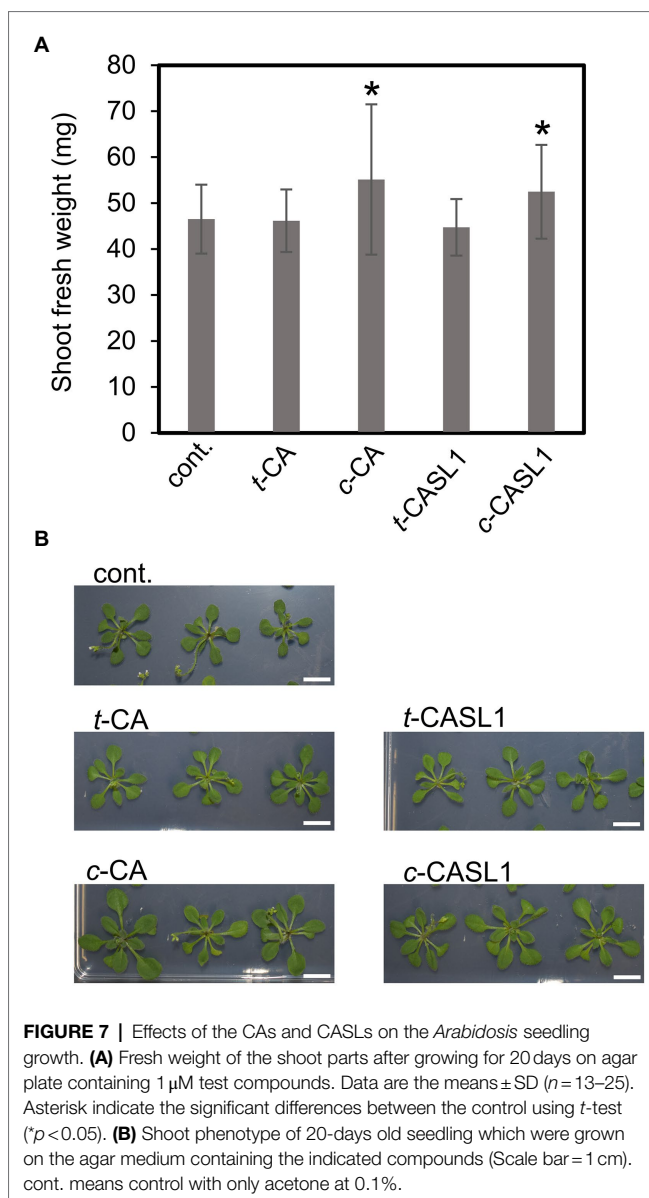 A
Shoot fresh weight (mg)
80
70
60
50
40
30
20
10
0
*
*
cont.
t-CA
c-CA
t-CASL1
c-CASL1
B
cont.
t-CA
t-CASL1
c-CA
c-CASL1
FIGURE 7 | Effects of the CAs and CASLs on the Arabidosis seedling
growth. (A) Fresh weight of the shoot parts after growing for 20 days on agar
plate containing 1 μM test compounds. Data are the means ± SD (n = 13–25).
Asterisk indicate the significant differences between the control using t-test
(*p < 0.05). (B) Shoot phenotype of 20-days old seedling which were grown
on the agar medium containing the indicated compounds (Scale bar = 1 cm).
cont. means control with only acetone at 0.1%.